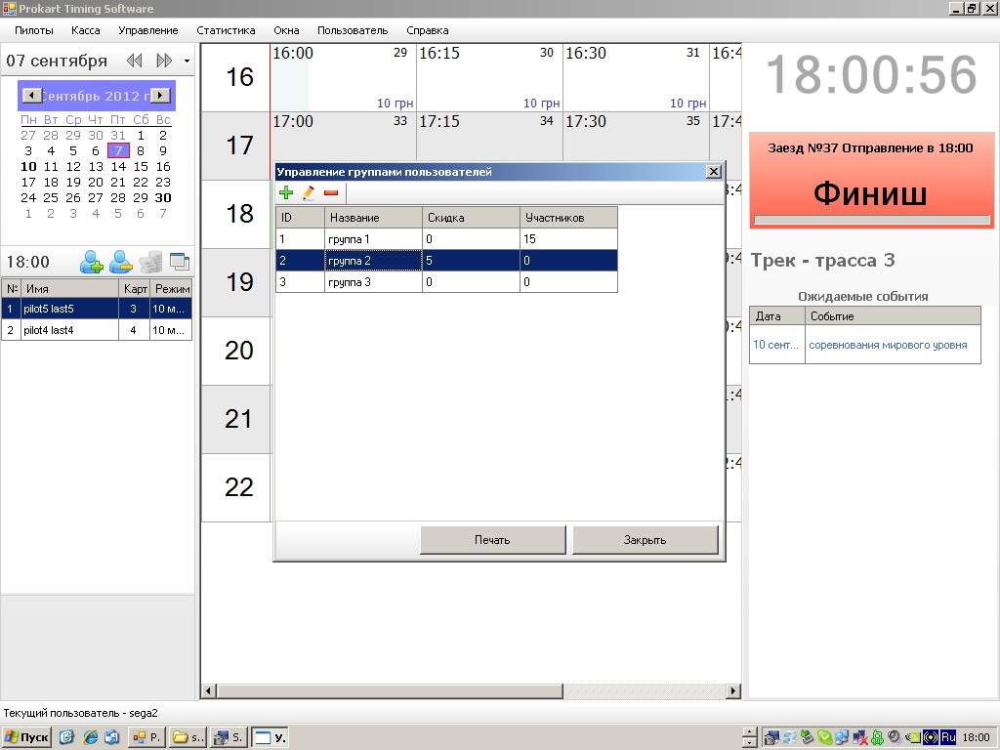 Prokart Timing Software
Пилоты Касса Управление Статистика Окна Пользователь Справка
07 сентября
ентябрь 2012 г
Пн Вт Ср Чт Пт Сб Вс
27 28 29 30 31 1 2
3 4 5 6 7 8 9
10 11 12 13 14 15 16
17 18 19 20 21 22 23
24 25 26 27 28 29 30
1 2 3 4 5 6 7
18:00
№ Имя Карт Режим
1 pilot5 last5 3 10 м...
2 pilot4 last4 4 10 м...
16 16:00 29 16:15 30 16:30 31 16:4
10 грн 10 грн 10 грн
17 17:00 33 17:15 34 17:30 35 17:4
18
19
20
21
22
Управление группами пользователей
ID Название Скидка Участников
1 группа 1 0 15
2 группа 2 5 0
3 группа 3 0 0
Печать Закрыть
18:00:56
Заезд №37 Отправление в 18:00
Финиш
Трек - трасса 3
Ожидаемые события
Дата Событие
10 сент... соревнования мирового уровня
Текущий пользователь - sega2
Пуск P. s.. S. У. Ru 18:00